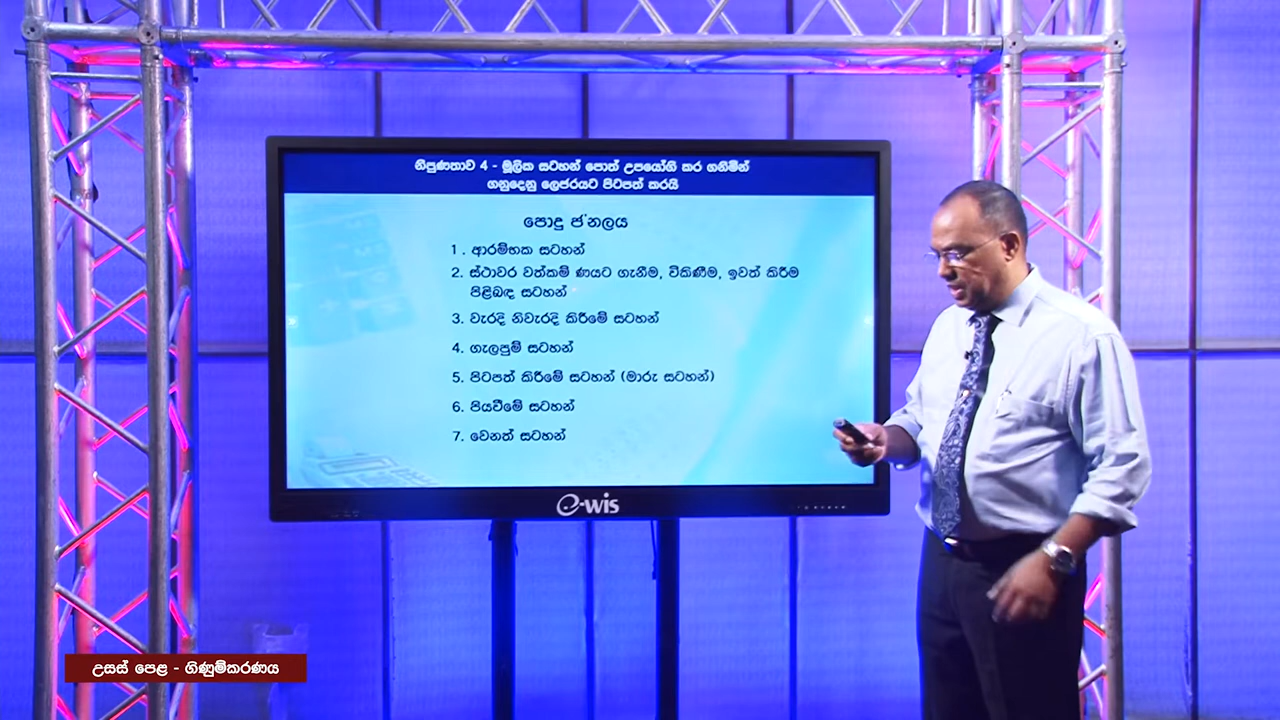 නිපුණතාව 4 - මූලික සටහන් පොත් උපයෝගි කර ගනිමින්
ගනුදෙනු ලෙජරයට පිටපත් කරයි
පොදු ජ'නලය
1. ආරම්භක සටහන්
2. ස්ථාවර වත්කම් ණයට ගැනීම, විකිණීම, ඉවත් කිරීම
පිළිබඳ සටහන්
3. වැරදි නිවැරදි කිරීමේ සටහන්
4. ගැලපුම් සටහන්
5. පිටපත් කිරීමේ සටහන් (මාරු සටහන්)
6. පියවීමේ සටහන්
7. වෙනත් සටහන්
e-wis
උසස් පෙළ - ගිණුම්කරණය